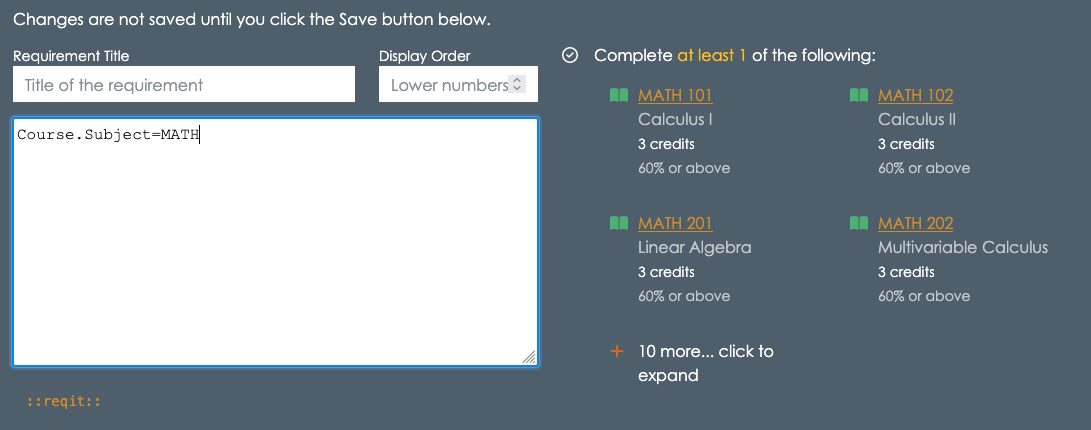 Changes are not saved until you click the Save button below.
Requirement Title
Title of the requirement
Display Order
Lower numbers
Course.Subject=MATH
::reqit::
Complete at least 1 of the following:
MATH 101
Calculus I
3 credits
60% or above
MATH 102
Calculus II
3 credits
60% or above
MATH 201
Linear Algebra
3 credits
60% or above
MATH 202
Multivariable Calculus
3 credits
60% or above
+ 10 more... click to
expand